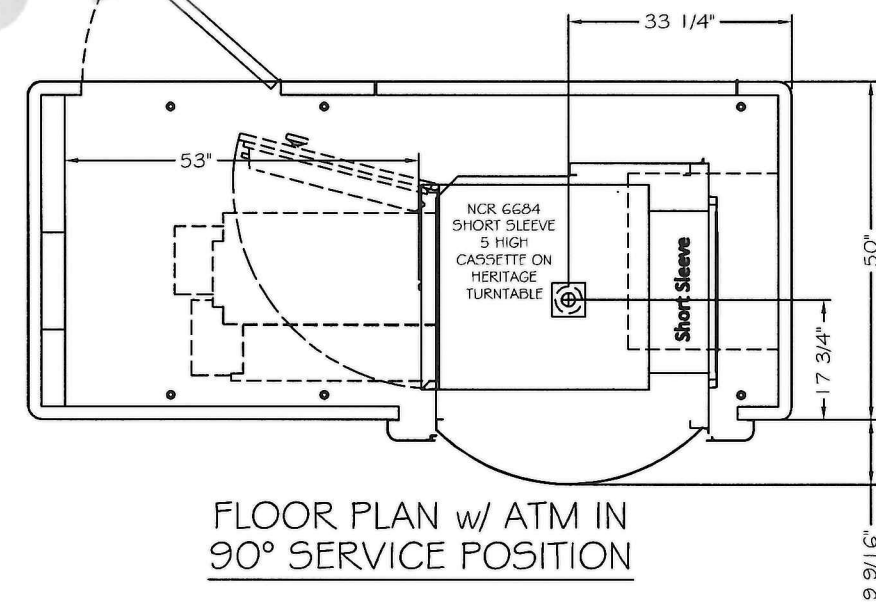 33 1/4"
53"
NCR 6684
SHORT SLEEVE
5 HIGH
CASSETTE ON
HERITAGE
TURNTABLE
Short Sleeve
50"
17 3/4"
9 9/16"
FLOOR PLAN w/ ATM IN
90° SERVICE POSITION